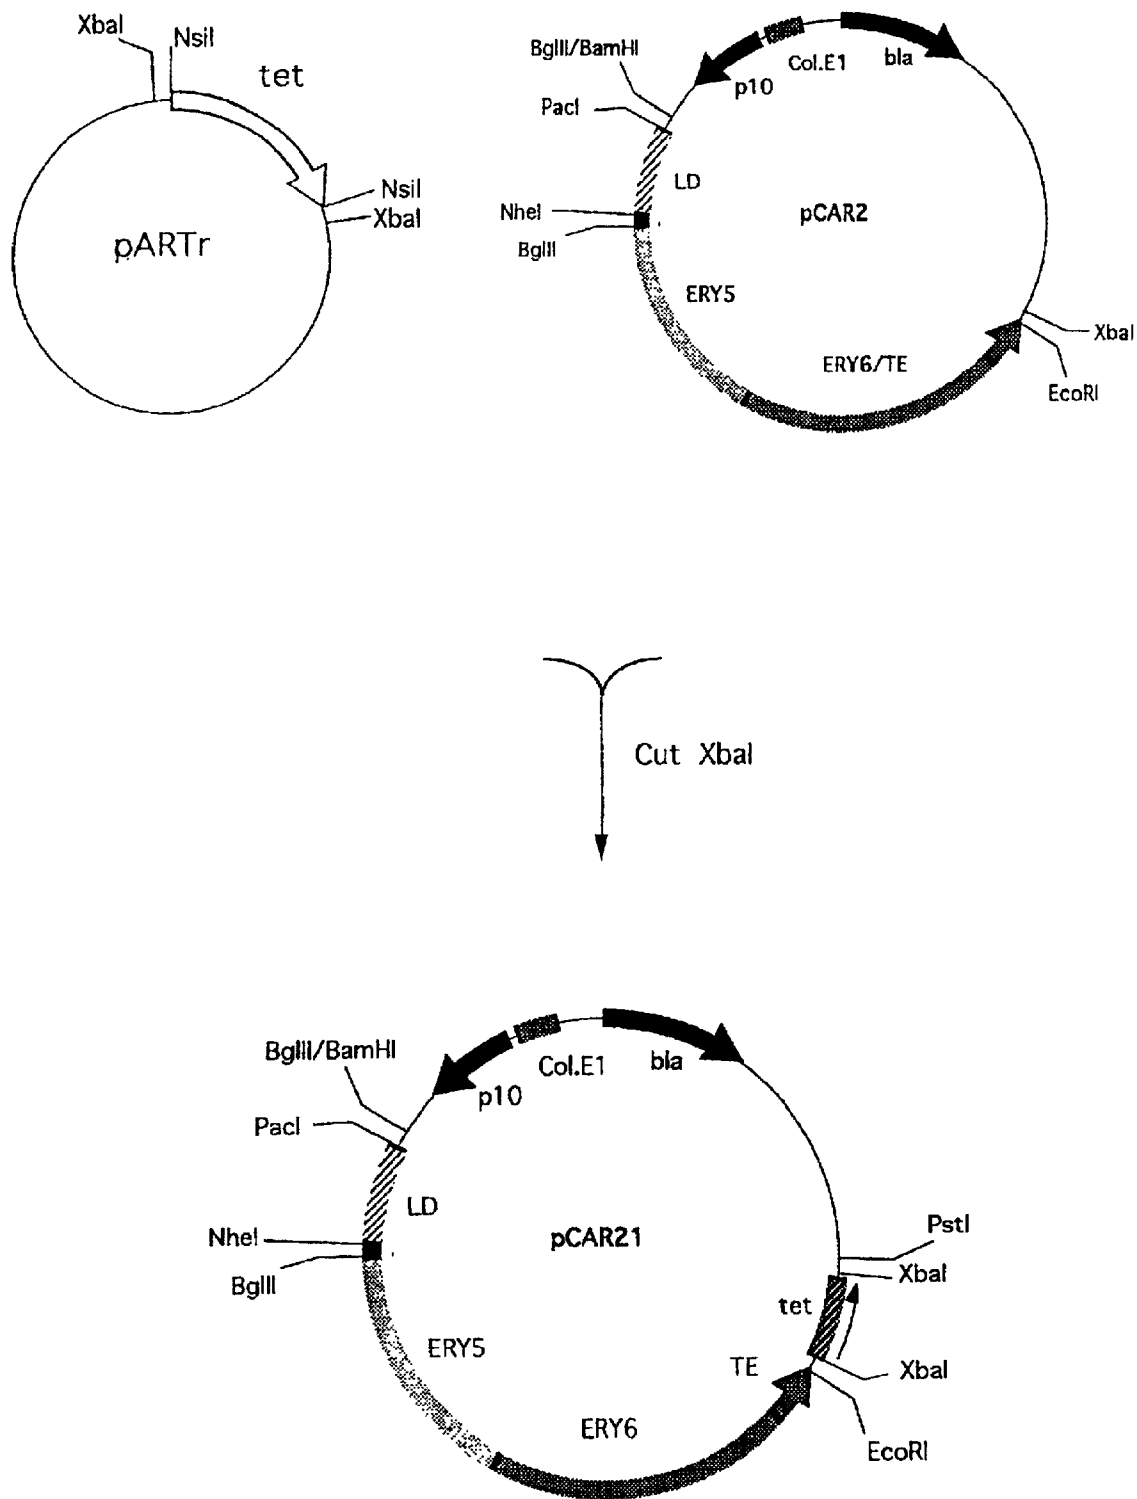 XbaI
NsiI
tet
NsiI
XbaI
pARTr
BglII/BamHI
p10
Col.E1
bla
PacI
LD
pCAR2
NheI
BglII
ERY5
XbaI
ERY6/TE
EcoRI
Cut XbaI
BglII/BamHI
Col.E1
bla
p10
PacI
LD
NheI
pCAR21
BglII
PstI
XbaI
tet
ERY5
TE
XbaI
ERY6
EcoRI